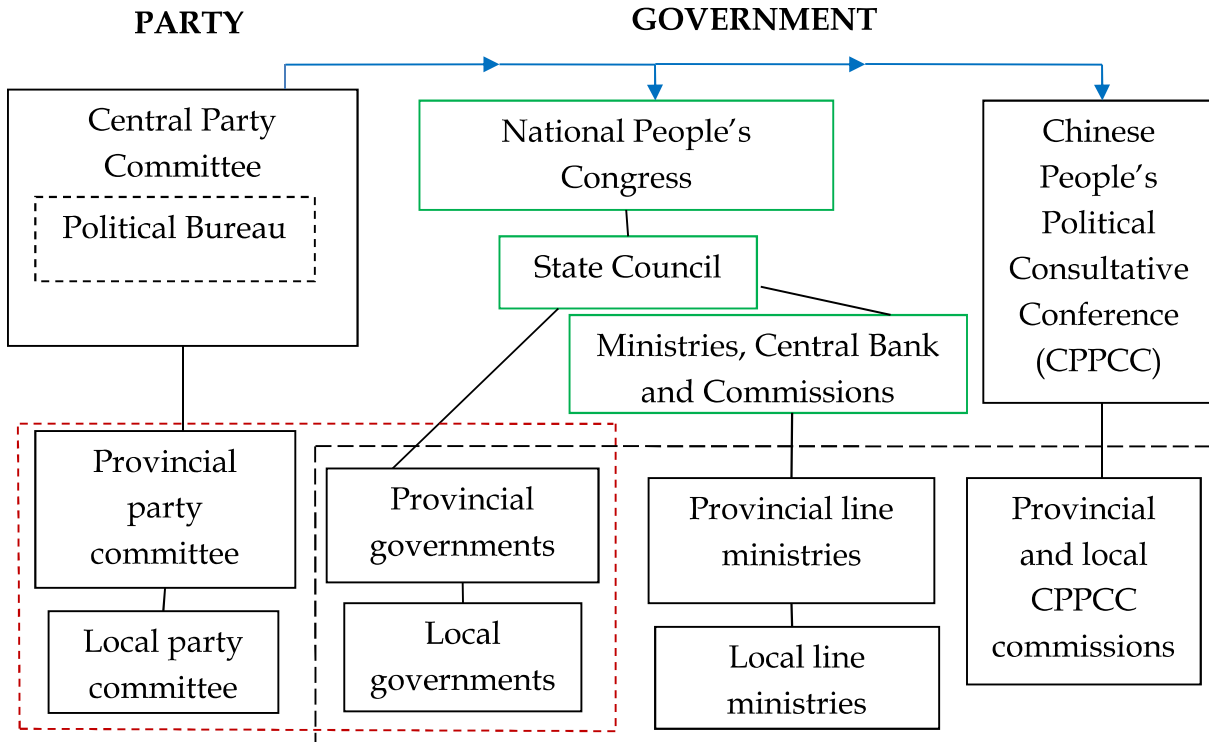 PARTY
GOVERNMENT
Central Party
Committee
Political Bureau
National People’s
Congress
State Council
Ministries, Central Bank
and Commissions
Chinese
People’s
Political
Consultative
Conference
(CPPCC)
Provincial
party
committee
Local party
committee
Provincial
governments
Local
governments
Provincial line
ministries
Local line
ministries
Provincial
and local
CPPCC
commissions